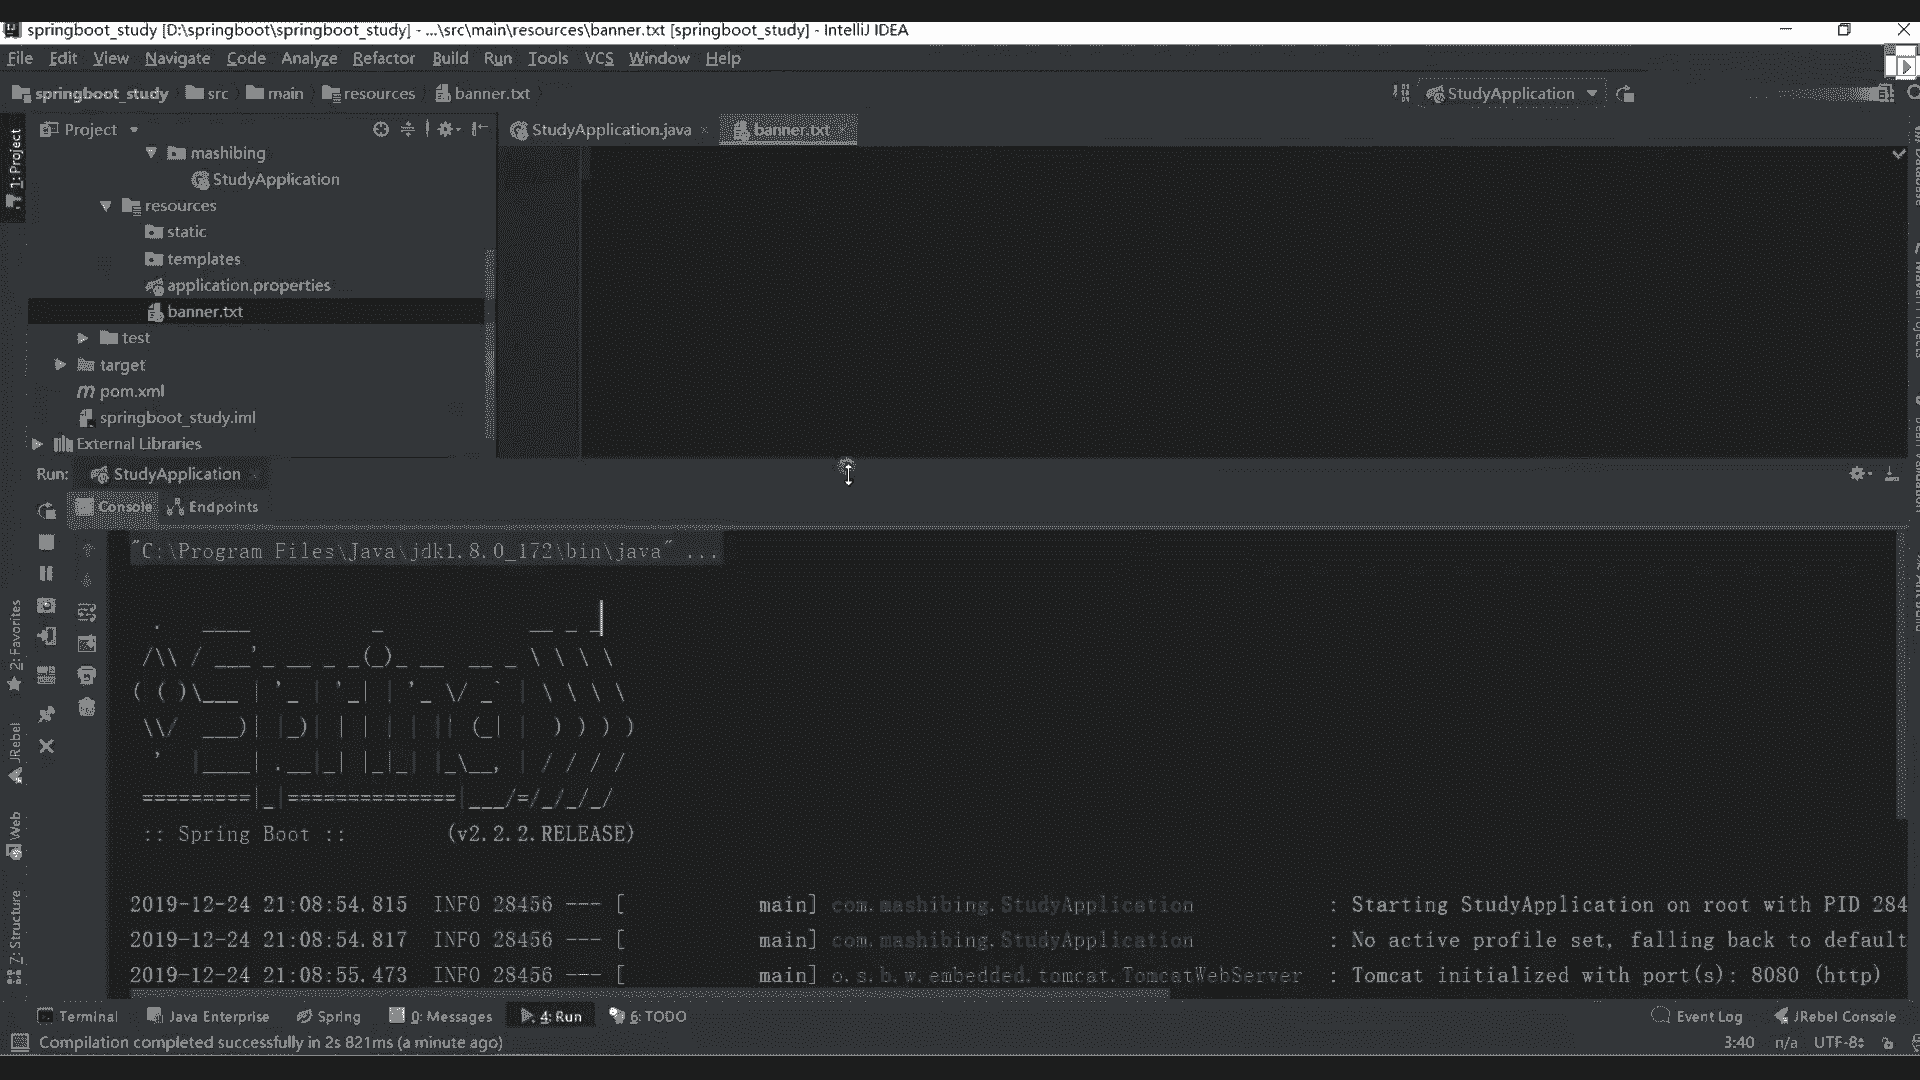 springboot_study [D:\springboot\springboot_study] - ...\src\main\resources\banner.txt [springboot_study] - IntelliJ IDEA
File Edit View Navigate Code Analyze Refactor Build Run Tools VCS Window Help
springboot_study src main resources banner.txt StudyApplication
1: Project
Project
StudyApplication.java banner.txt
mashibing
StudyApplication
resources
static
templates
application.properties
banner.txt
test
target
pom.xml
springboot_study.iml
External Libraries
Run: StudyApplication
Console Endpoints
"C:\Program Files\Java\jdk1.8.0_172\bin\java" ...
  .   ____          _            __ _ _
 /\\ / ___'_ __ _ _(_)_ __  __ _ \ \ \ \
( ( )\___ | '_ | '_| | '_ \/ _` | \ \ \ \
 \\/  ___)| |_)| | | | | || (_| |  ) ) ) )
  '  |____| .__|_| |_|_| |_\__, | / / / /
 =========|_|==============|___/=/_/_/_/
 :: Spring Boot ::        (v2.2.2.RELEASE)
2019-12-24 21:08:54.815  INFO 28456 --- [           main] com.mashibing.StudyApplication           : Starting StudyApplication on root with PID 284
2019-12-24 21:08:54.817  INFO 28456 --- [           main] com.mashibing.StudyApplication           : No active profile set, falling back to default
2019-12-24 21:08:55.473  INFO 28456 --- [           main] o.s.b.w.embedded.tomcat.TomcatWebServer  : Tomcat initialized with port(s): 8080 (http)
2: Favorites
JRebel
Web
7: Structure
Terminal Java Enterprise Spring 0: Messages 4: Run 6: TODO Event Log JRebel Console
Compilation completed successfully in 2s 821ms (a minute ago) 3:40 n/a UTF-8